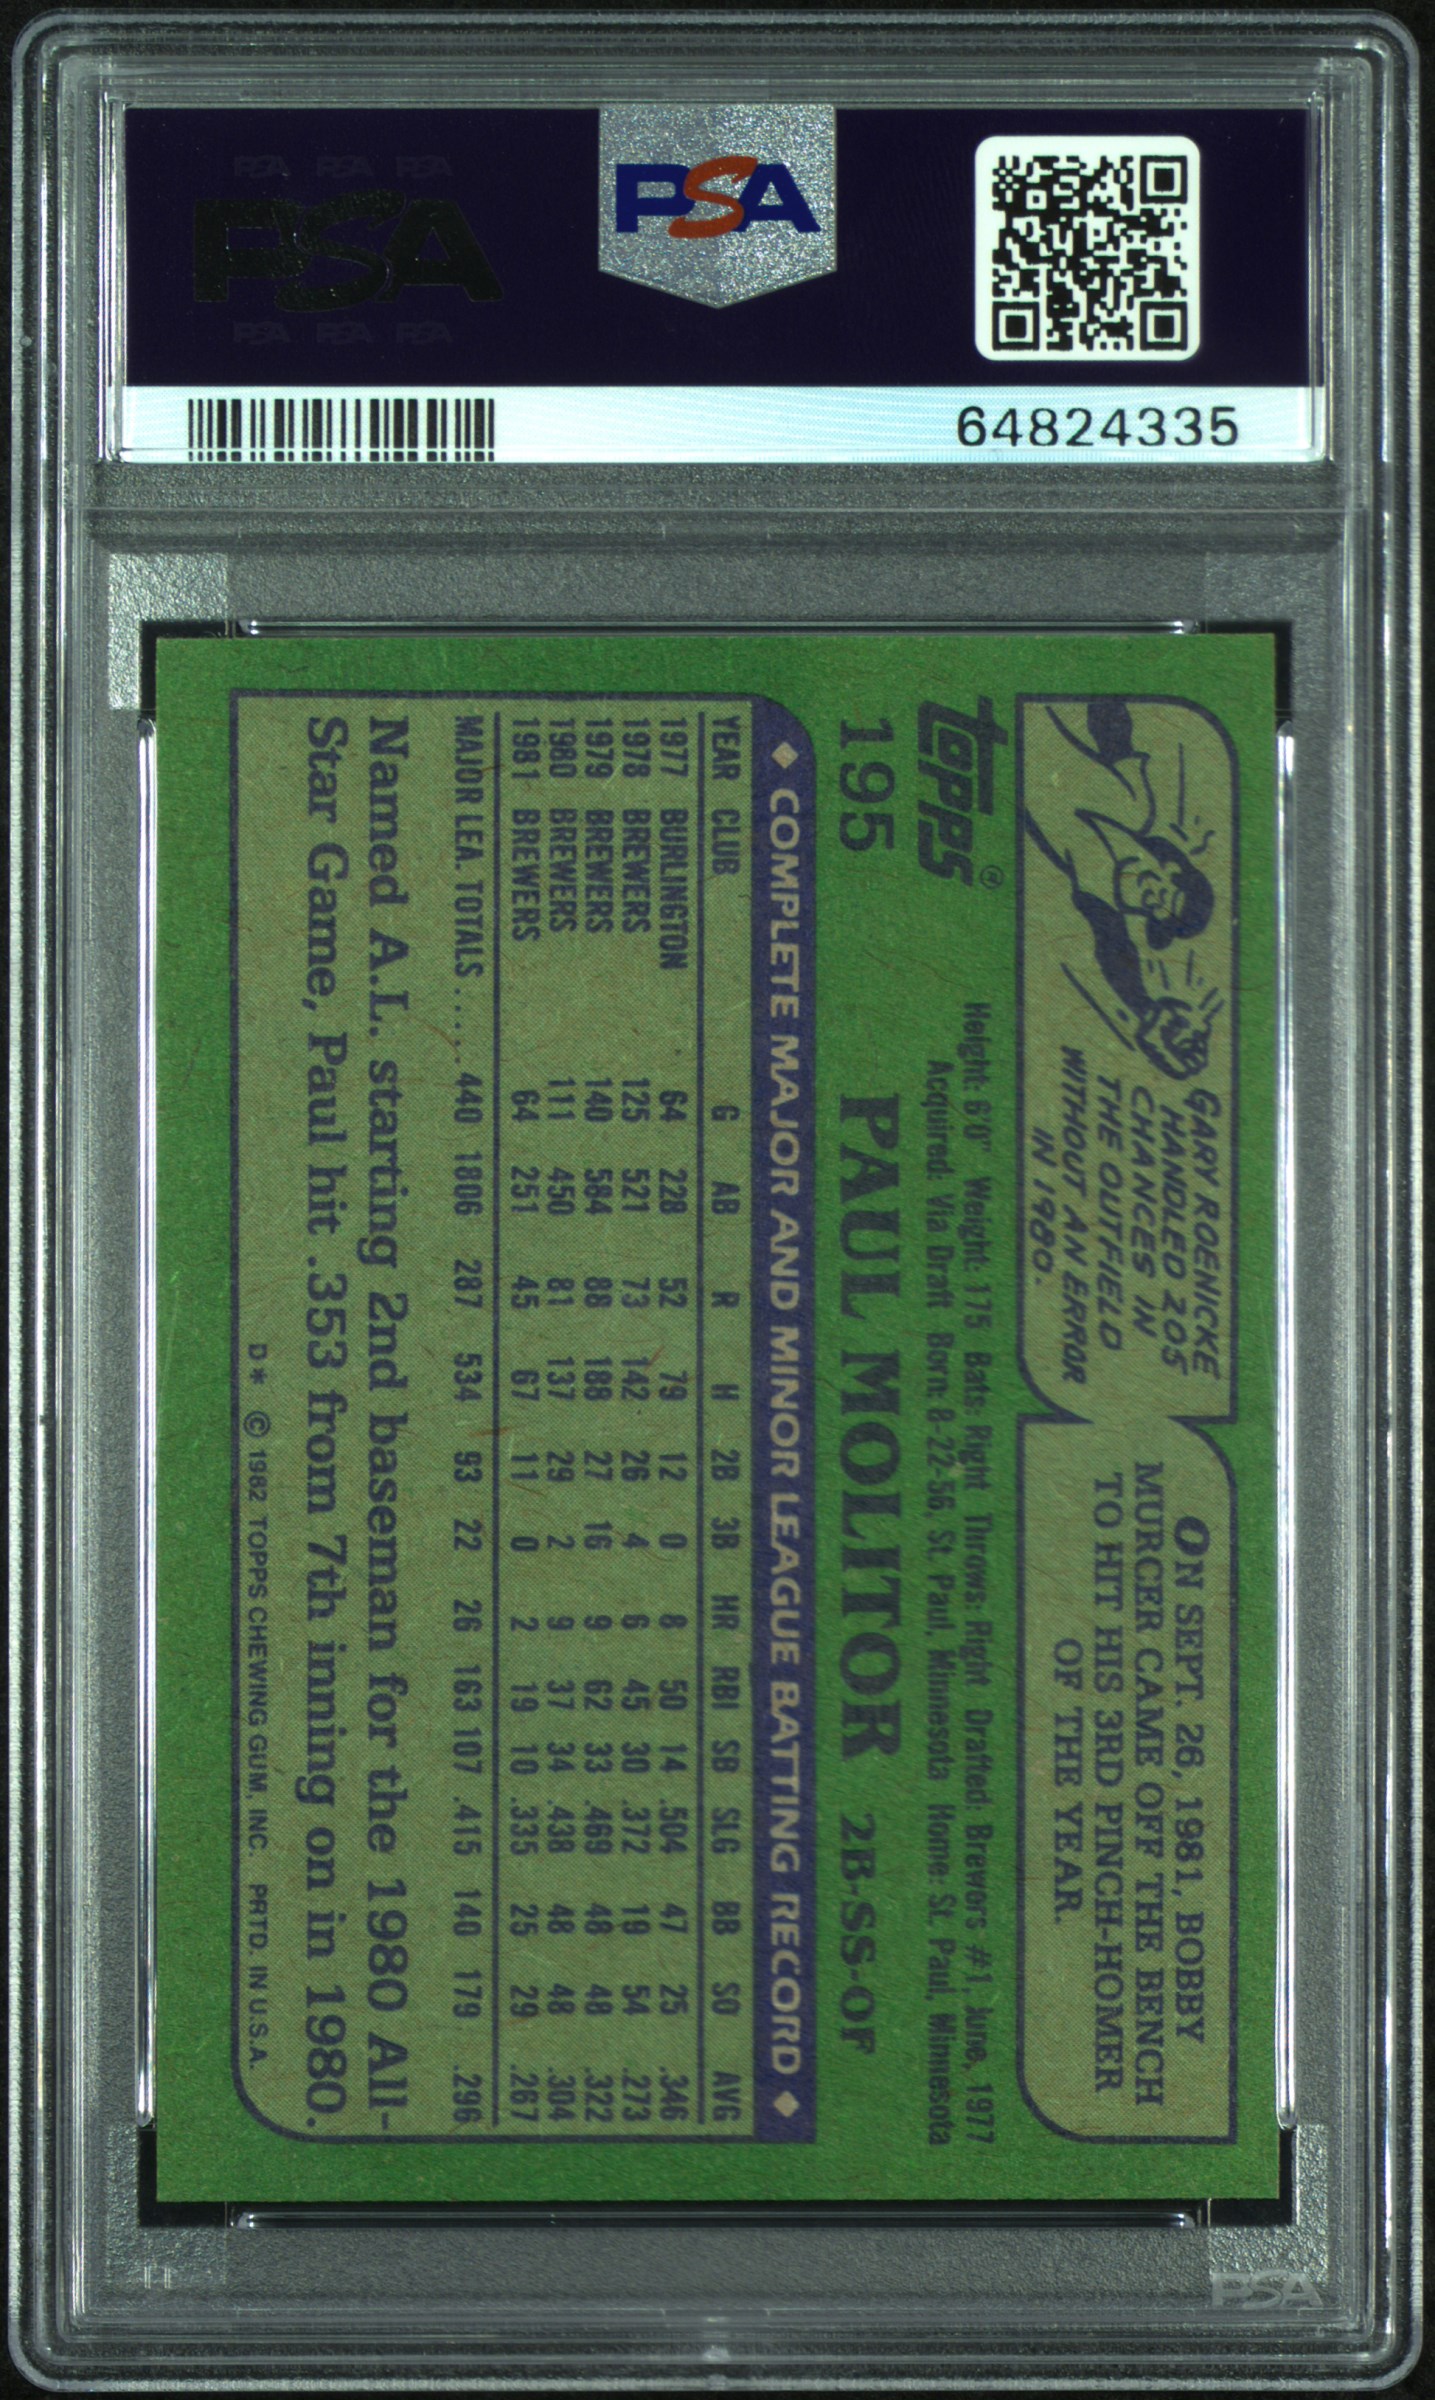 PSA PSA PSA
PSA
PSA PSA PSA
PSA
64824335
GARY ROENICKE
HANDLED 205
CHANCES IN
THE OUTFIELD
WITHOUT AN ERROR
IN 1980.
ON SEPT. 26, 1981, BOBBY
MURCER CAME OFF THE BENCH
TO HIT HIS 3RD PINCH-HOMER
OF THE YEAR.
TOPPS®
195
Height: 6'0" Weight: 175 Bats: Right Throws: Right Drafted: Brewers #1, June, 1977
Acquired: Via Draft Born: 8-22-56, St. Paul, Minnesota Home: St. Paul, Minnesota
PAUL MOLITOR 2B-SS-OF
◆ COMPLETE MAJOR AND MINOR LEAGUE BATTING RECORD ◆
YEAR CLUB G AB R H 2B 3B HR RBI SB SLG BB SO AVG
1977 BURLINGTON 64 228 52 79 12 0 8 50 14 .504 47 25 .346
1978 BREWERS 125 521 73 142 26 4 6 45 30 .372 19 54 .273
1979 BREWERS 140 584 88 188 27 16 9 62 33 .469 48 48 .322
1980 BREWERS 111 450 81 137 29 2 9 37 34 .438 48 48 .304
1981 BREWERS 64 251 45 67 11 0 2 19 10 .335 25 29 .267
MAJOR LEA. TOTALS ..... 440 1806 287 534 93 22 26 163 107 .415 140 179 .296
Named A.L. starting 2nd baseman for the 1980 All-
Star Game, Paul hit .353 from 7th inning on in 1980.
D* © 1982 TOPPS CHEWING GUM, INC. PRTD. IN U.S.A.
PSA